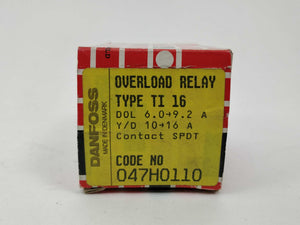 OVERLOAD RELAY
TYPE TI 16
DOL 6.0→9.2 A
Y/D 10→16 A
Contact SPDT
CODE NO
047H0110
DANFOSS
MADE IN DENMARK